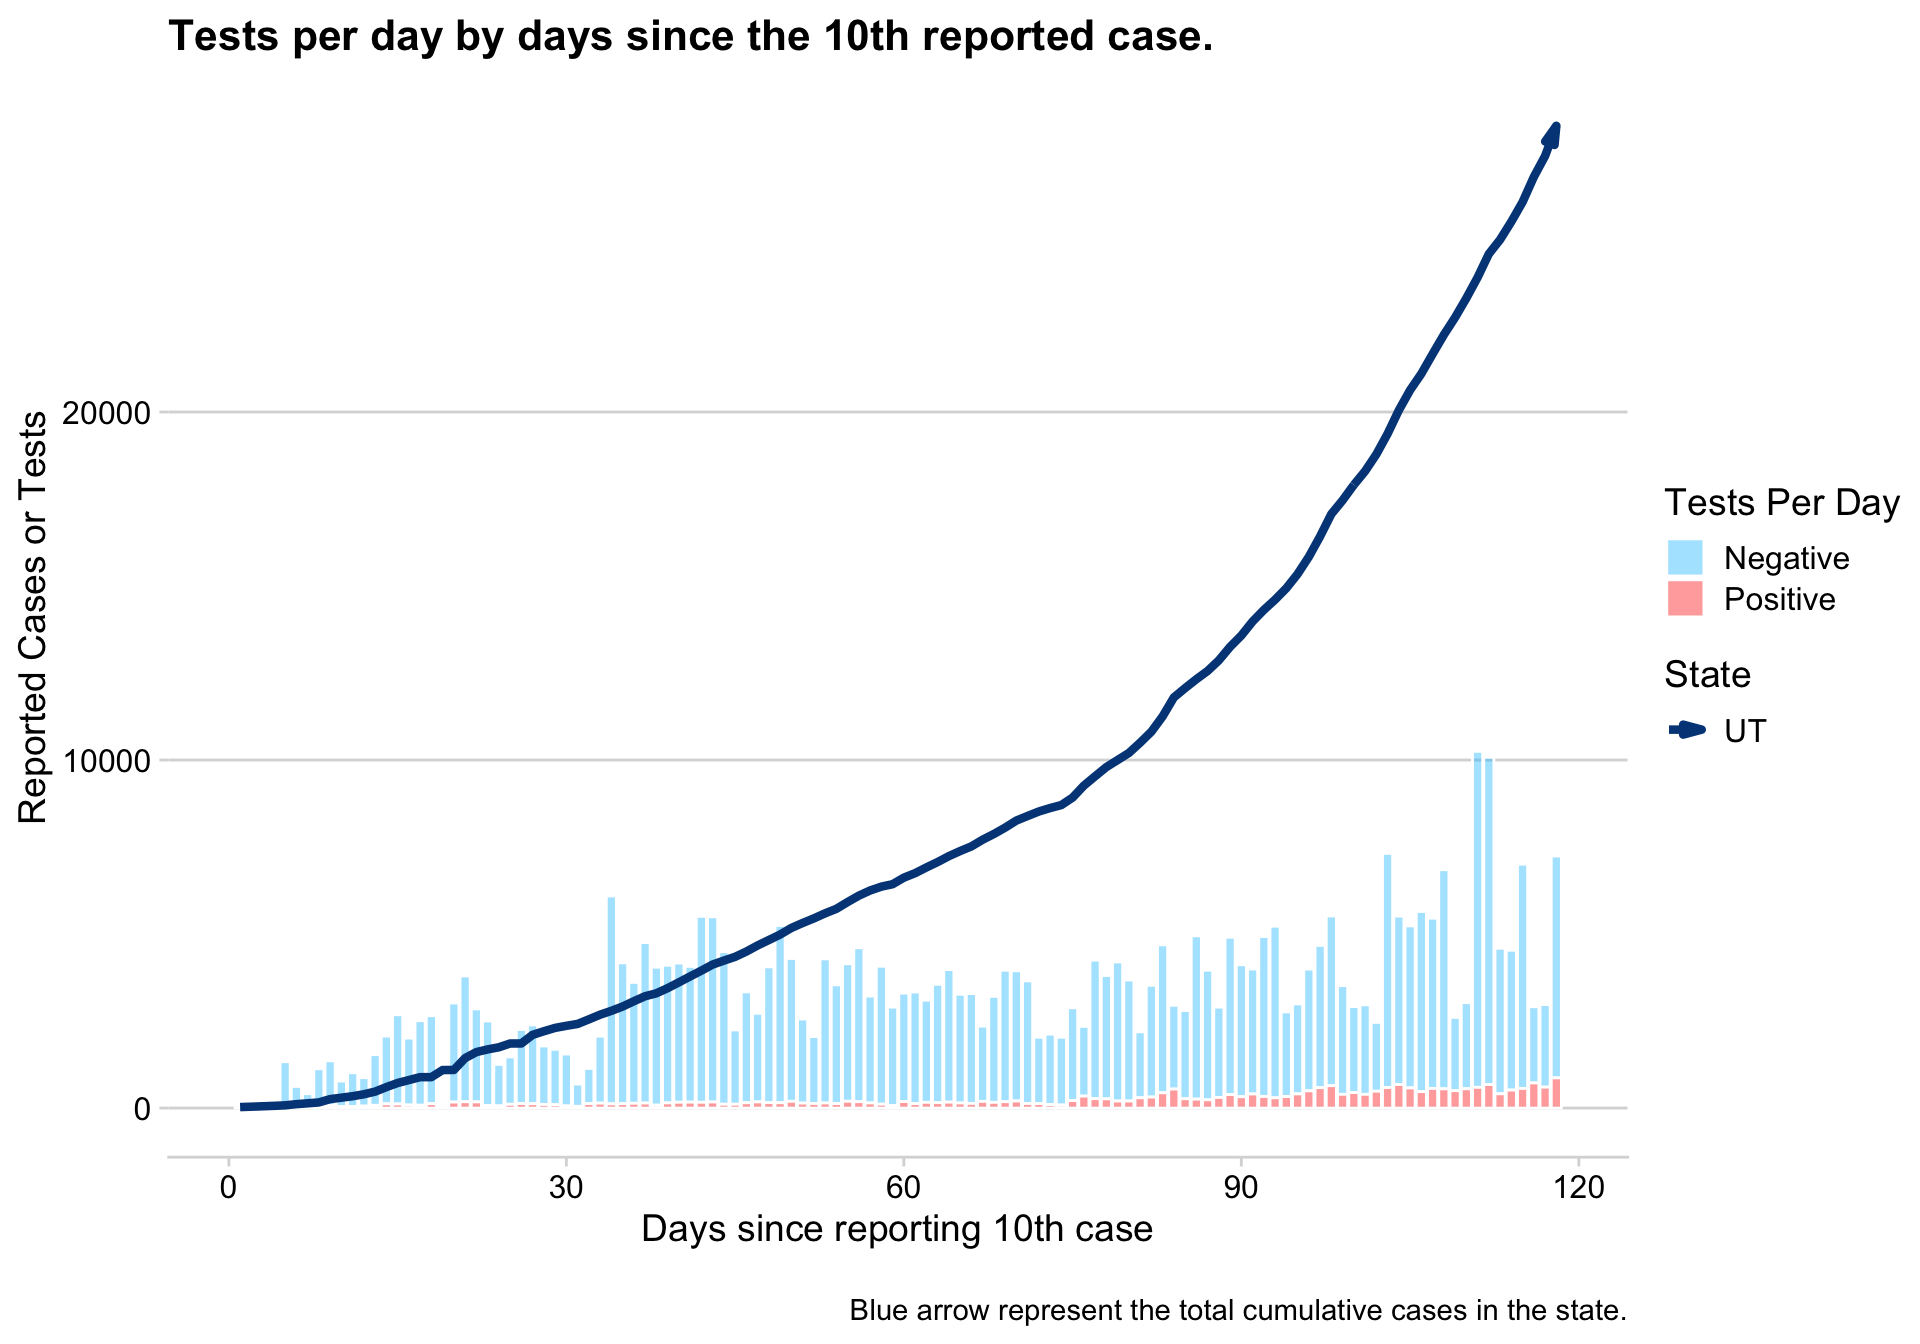 Tests per day by days since the 10th reported case.
Reported Cases or Tests
20000
10000
0
0
30
60
90
120
Days since reporting 10th case
Tests Per Day
Negative
Positive
State
UT
Blue arrow represent the total cumulative cases in the state.